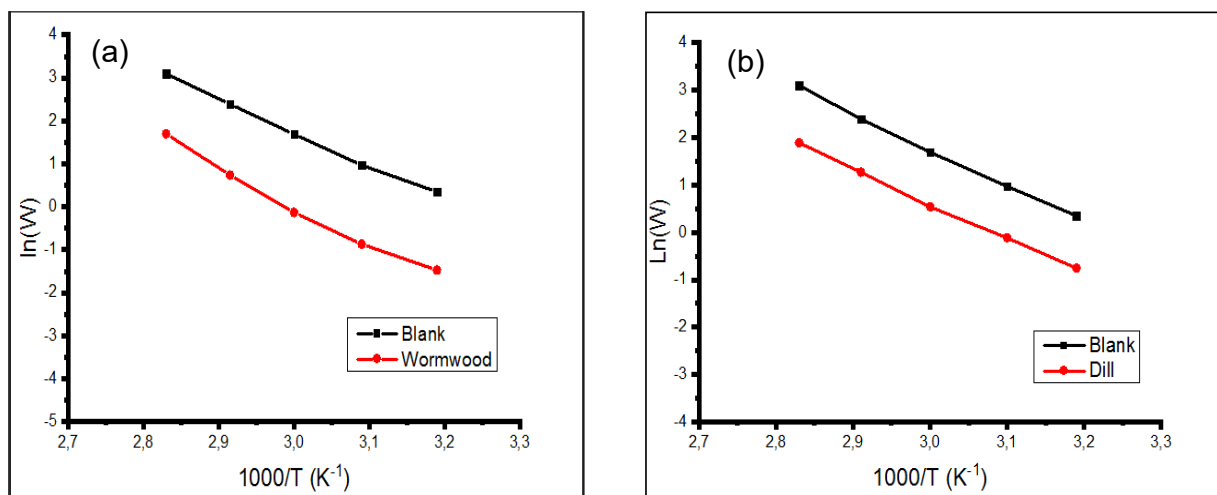 (a)
4
3
2
1
0
-1
-2
-3
-4
-5
ln(W)
2,7 2,8 2,9 3,0 3,1 3,2 3,3
1000/T (K⁻¹)
Blank
Wormwood
(b)
4
3
2
1
0
-1
-2
-3
-4
Ln(W)
2,7 2,8 2,9 3,0 3,1 3,2 3,3
1000/T (K⁻¹)
Blank
Dill